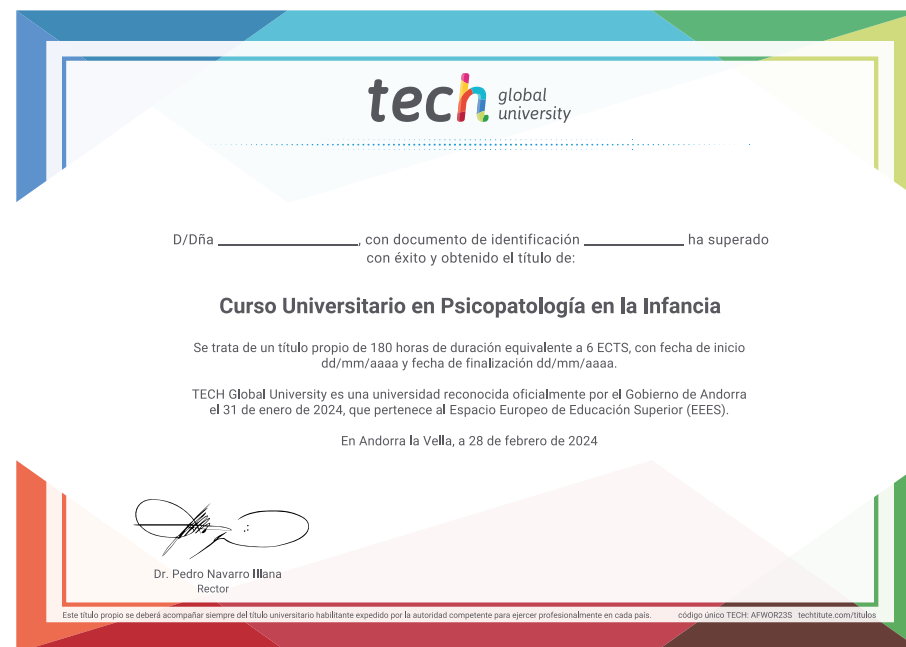 tech global university
D/Dña ____________________, con documento de identificación ______________ ha superado
con éxito y obtenido el título de:
Curso Universitario en Psicopatología en la Infancia
Se trata de un título propio de 180 horas de duración equivalente a 6 ECTS, con fecha de inicio
dd/mm/aaaa y fecha de finalización dd/mm/aaaa.
TECH Global University es una universidad reconocida oficialmente por el Gobierno de Andorra
el 31 de enero de 2024, que pertenece al Espacio Europeo de Educación Superior (EEES).
En Andorra la Vella, a 28 de febrero de 2024
Dr. Pedro Navarro Illana
Rector
Este título propio se deberá acompañar siempre del título universitario habilitante expedido por la autoridad competente para ejercer profesionalmente en cada país. código único TECH: AFWOR23S techtitute.com/titulos